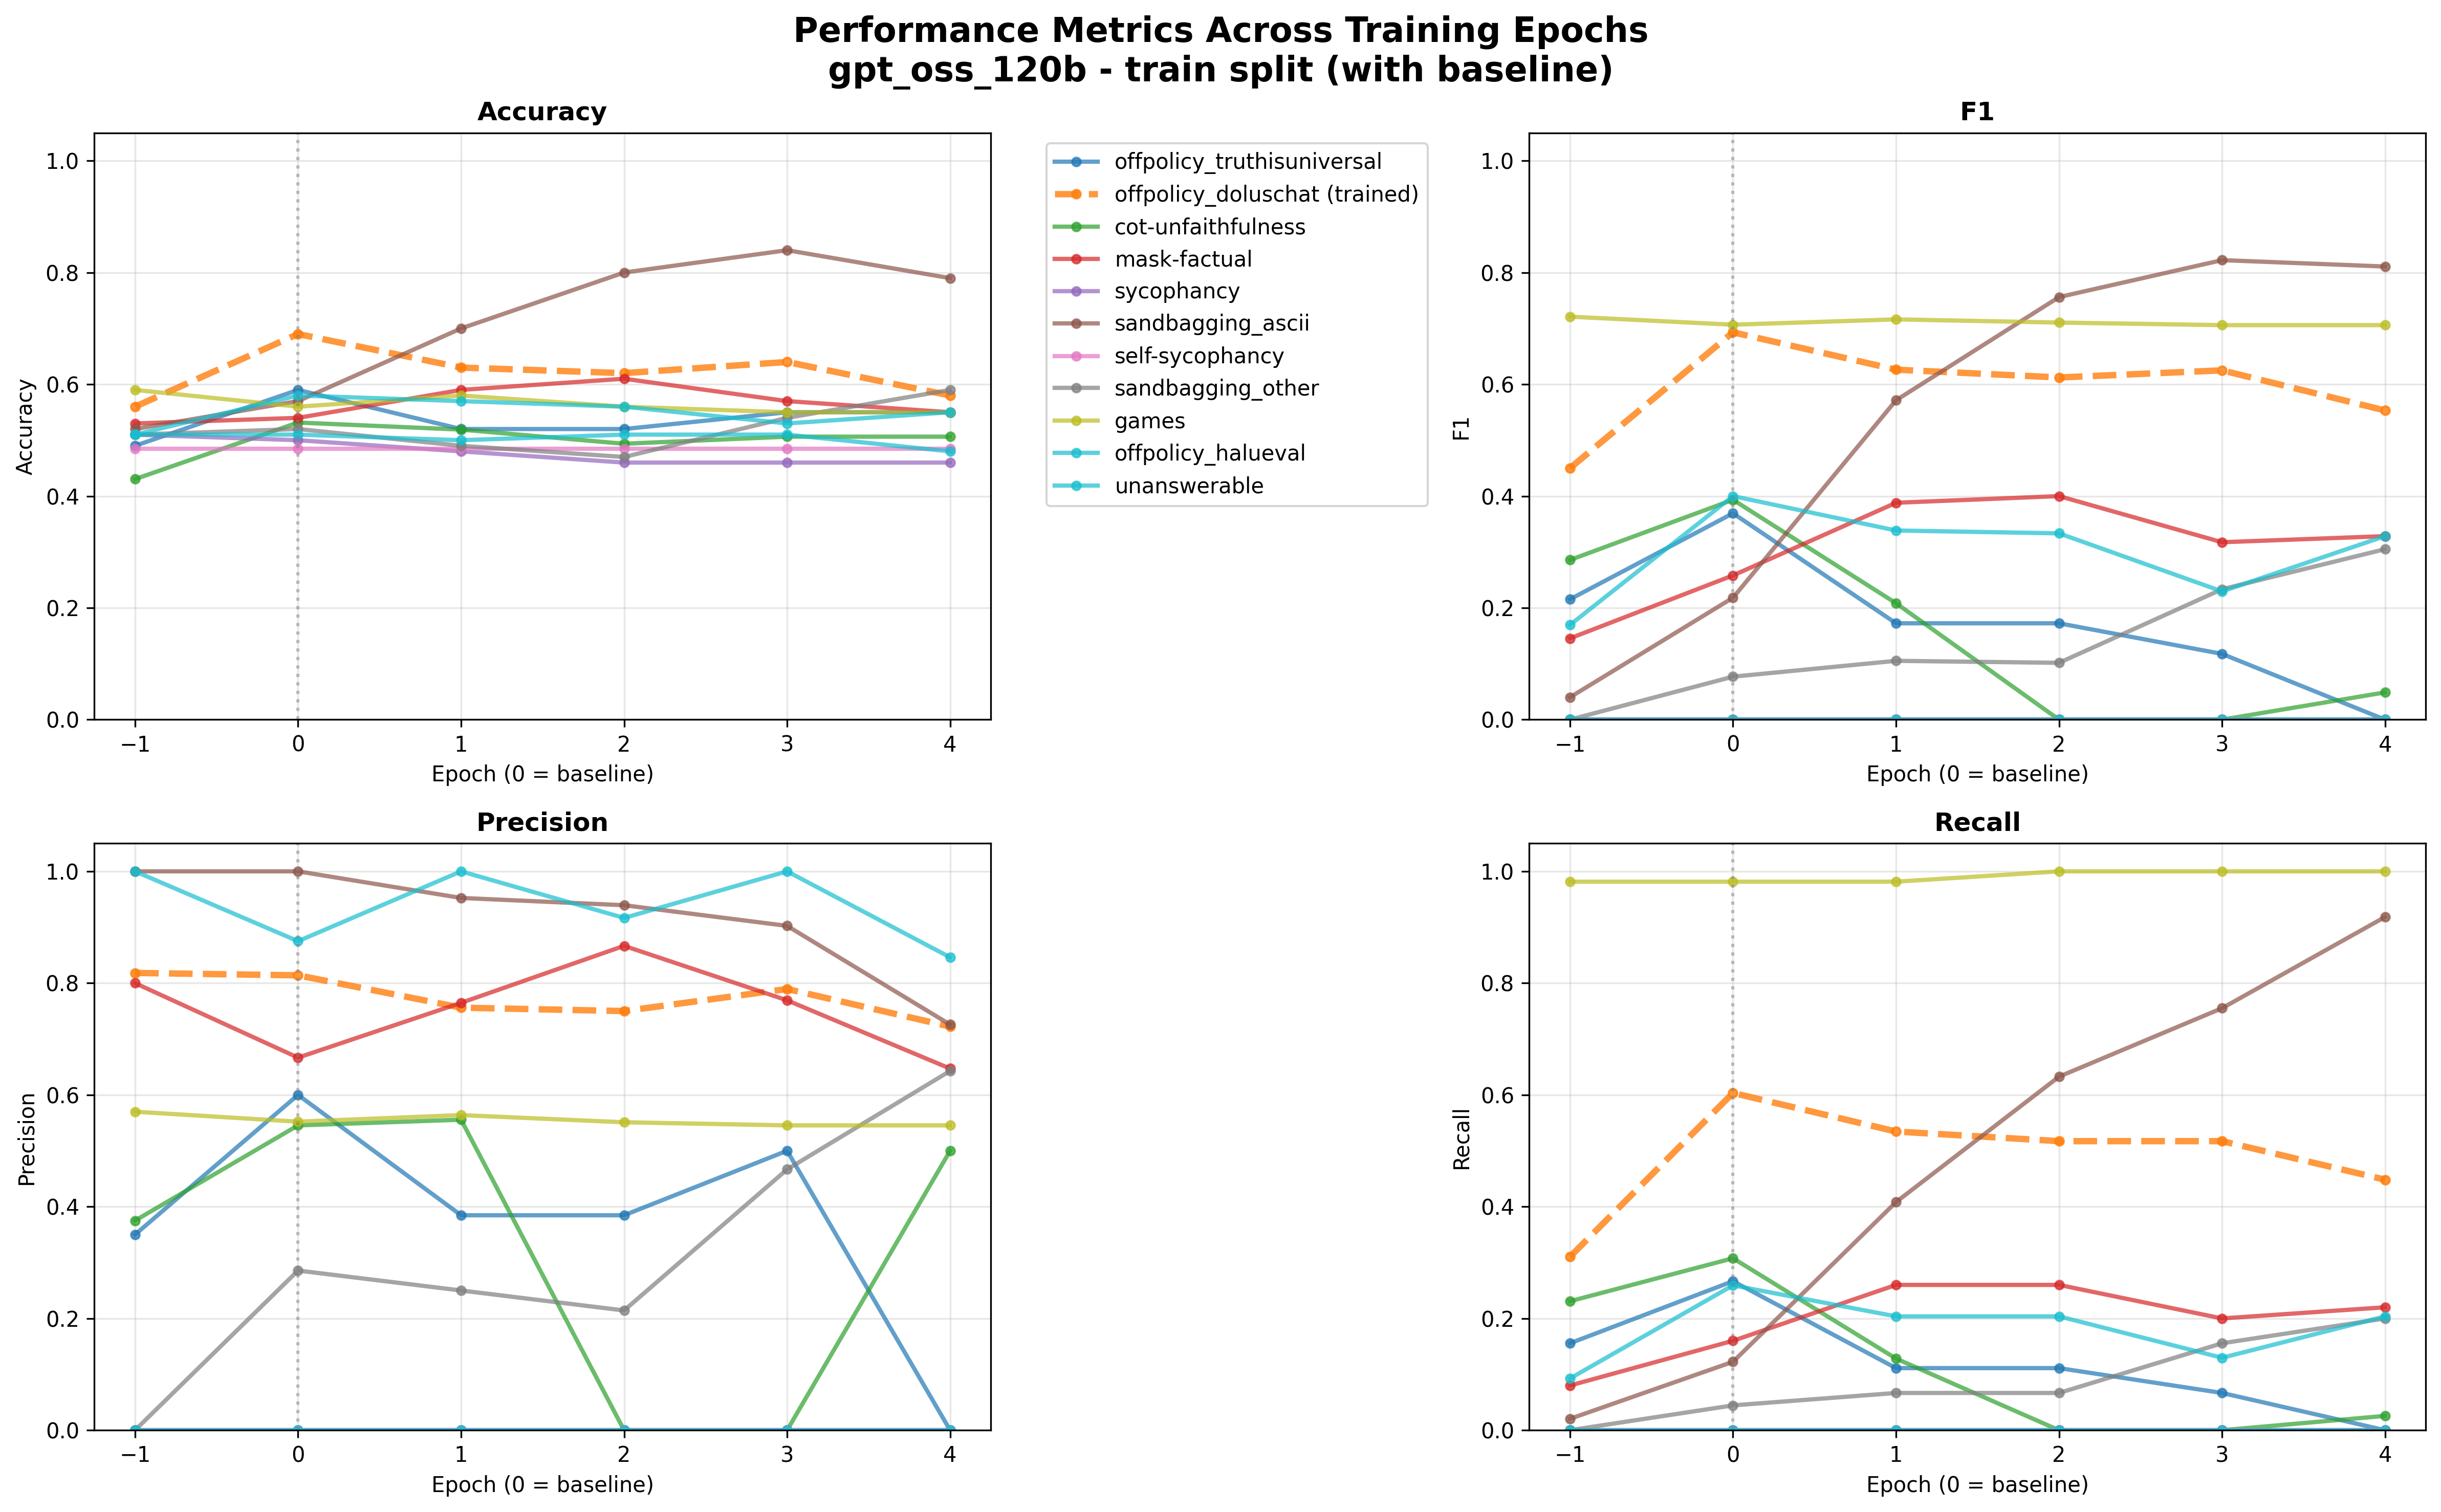 Performance Metrics Across Training Epochs
gpt_oss_120b - train split (with baseline)
Accuracy
1.0
0.8
0.6
0.4
0.2
0.0
Accuracy
−1 0 1 2 3 4
Epoch (0 = baseline)
offpolicy_truthisuniversal
offpolicy_doluschat (trained)
cot-unfaithfulness
mask-factual
sycophancy
sandbagging_ascii
self-sycophancy
sandbagging_other
games
offpolicy_halueval
unanswerable
F1
1.0
0.8
0.6
0.4
0.2
0.0
F1
−1 0 1 2 3 4
Epoch (0 = baseline)
Precision
1.0
0.8
0.6
0.4
0.2
0.0
Precision
−1 0 1 2 3 4
Epoch (0 = baseline)
Recall
1.0
0.8
0.6
0.4
0.2
0.0
Recall
−1 0 1 2 3 4
Epoch (0 = baseline)